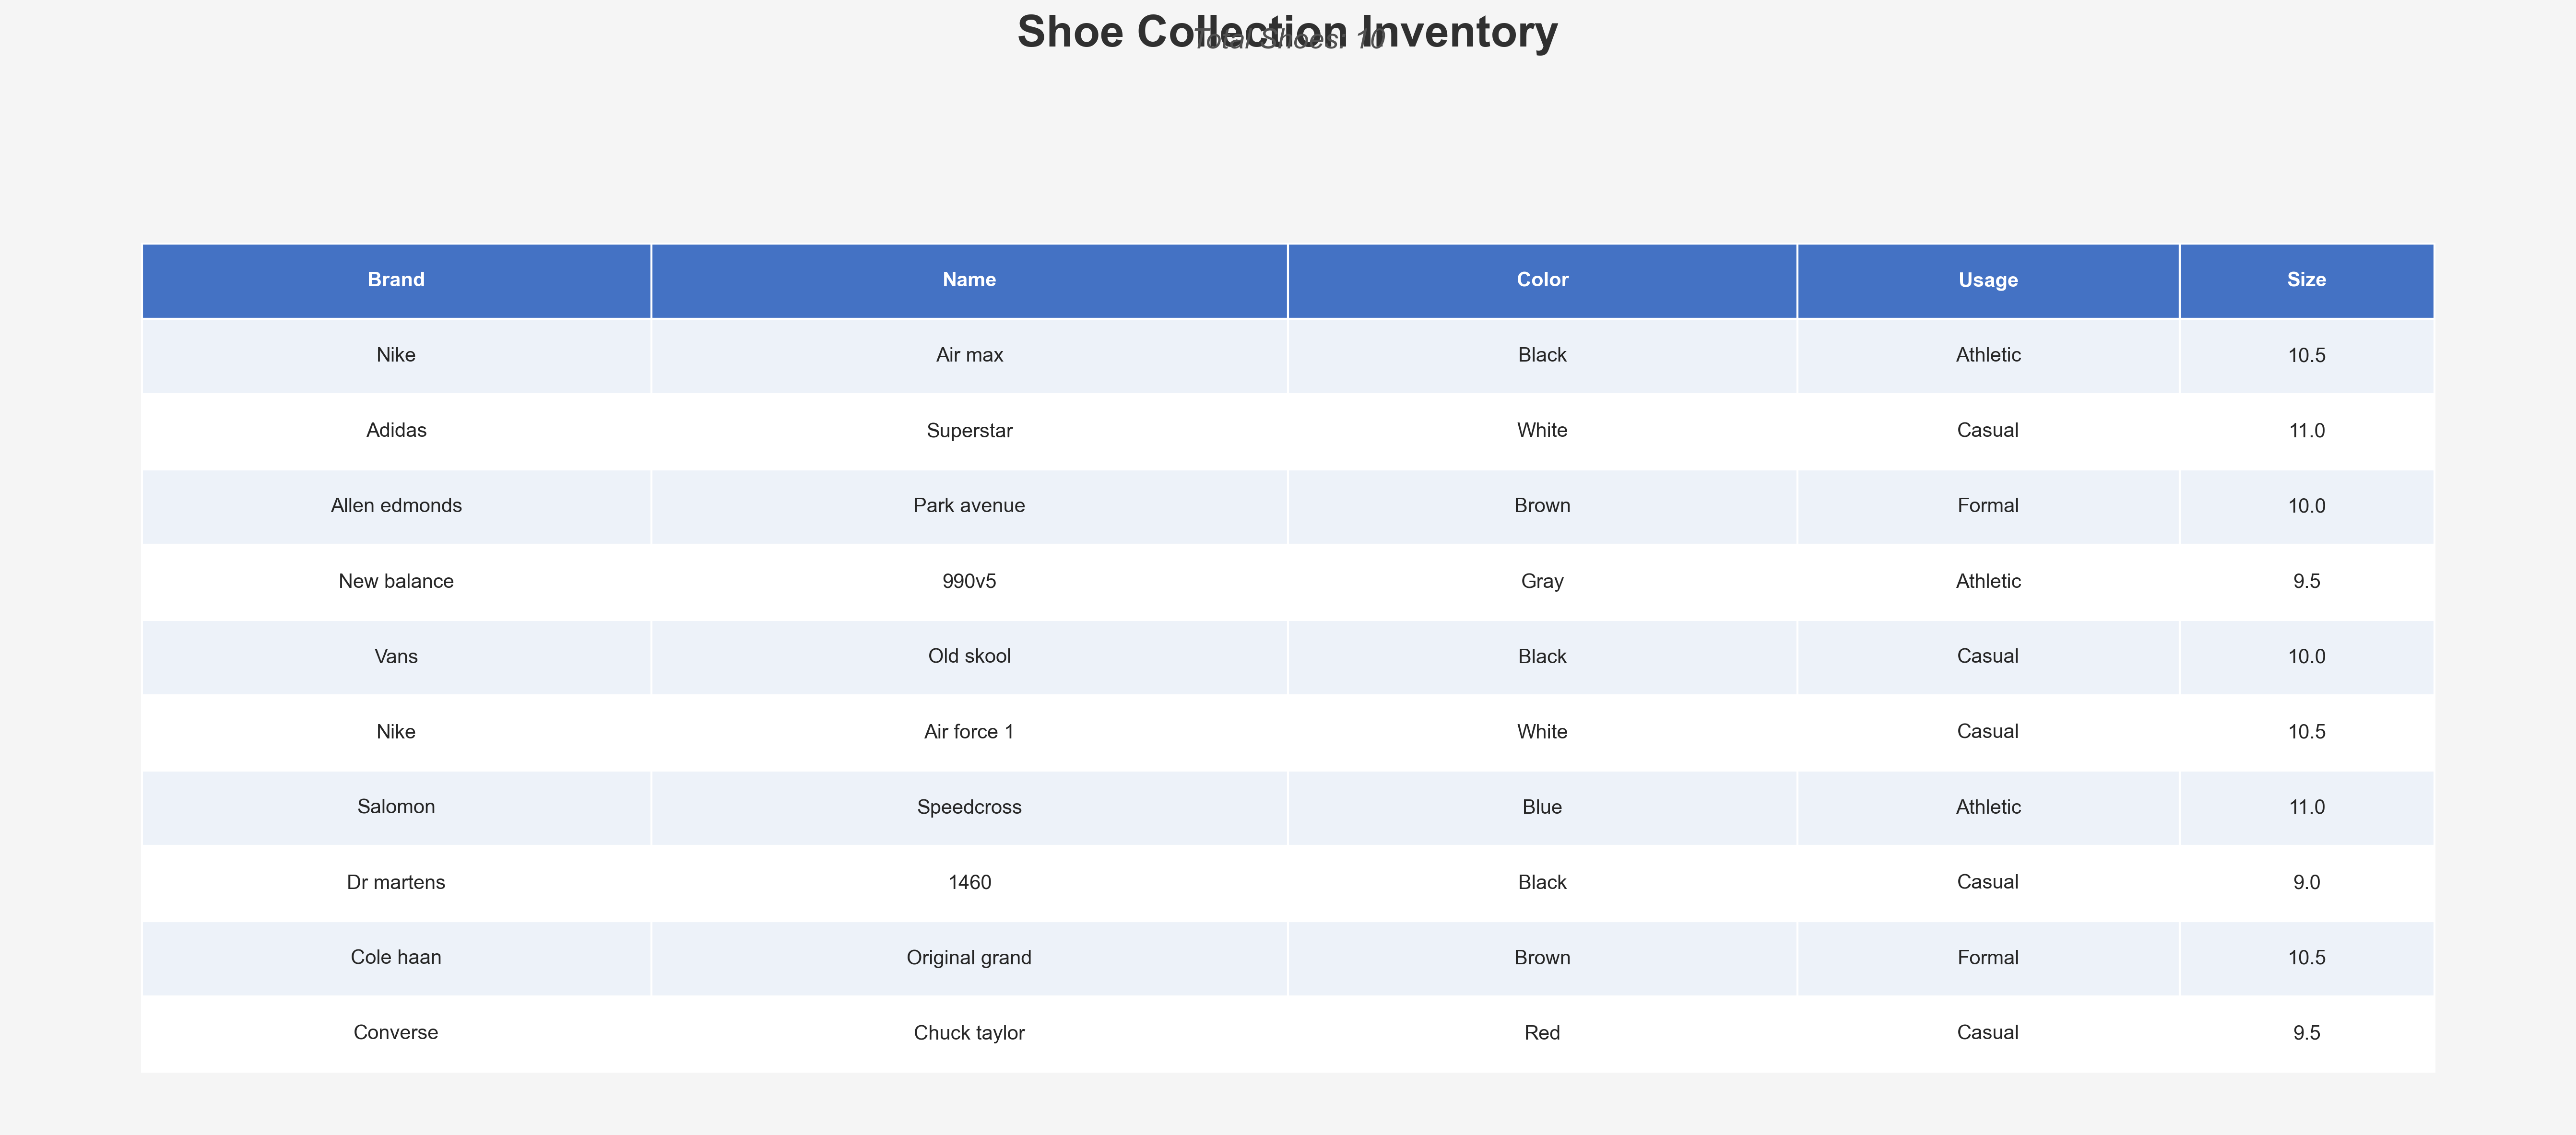 Shoe Collection Inventory
Total Shoes: 10
Brand Name Color Usage Size
Nike Air max Black Athletic 10.5
Adidas Superstar White Casual 11.0
Allen edmonds Park avenue Brown Formal 10.0
New balance 990v5 Gray Athletic 9.5
Vans Old skool Black Casual 10.0
Nike Air force 1 White Casual 10.5
Salomon Speedcross Blue Athletic 11.0
Dr martens 1460 Black Casual 9.0
Cole haan Original grand Brown Formal 10.5
Converse Chuck taylor Red Casual 9.5